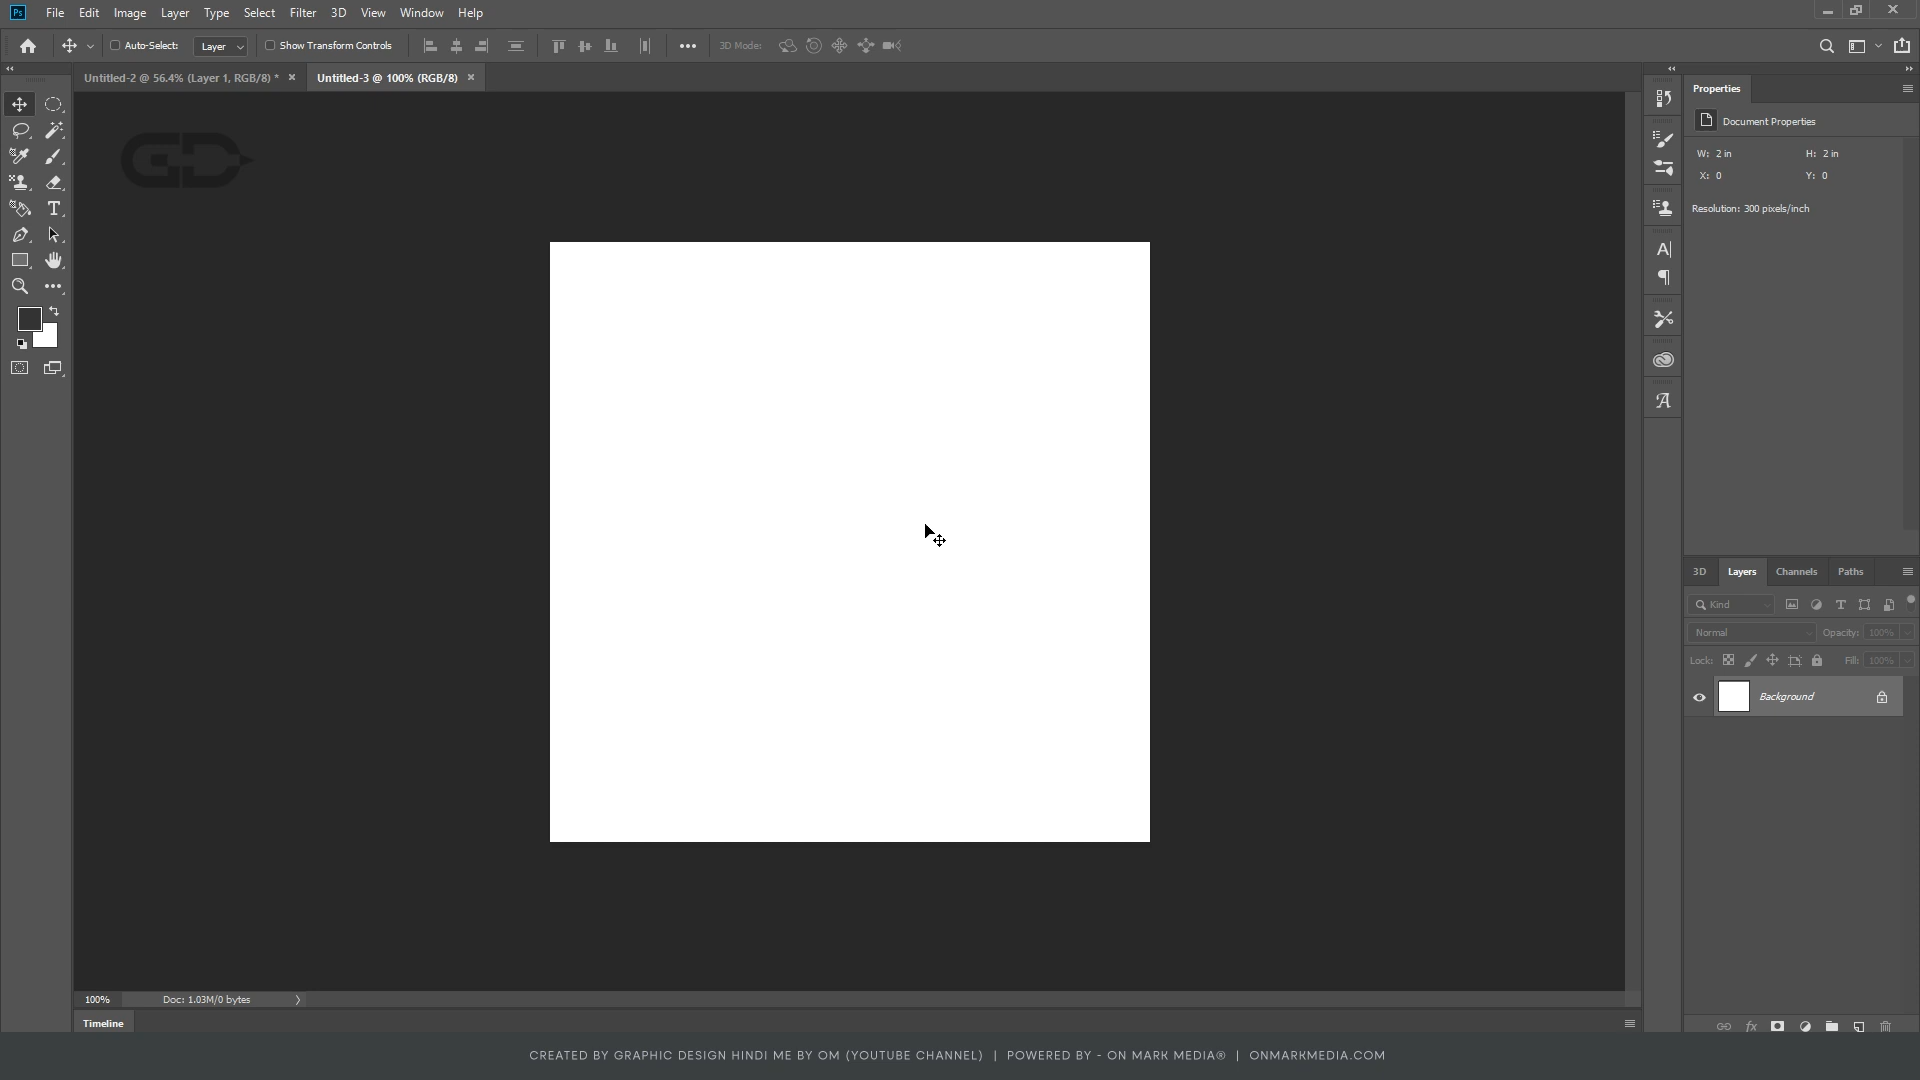 Ps File Edit Image Layer Type Select Filter 3D View Window Help
Auto-Select: Layer Show Transform Controls 3D Mode:
Untitled-2 @ 56.4% (Layer 1, RGB/8) * Untitled-3 @ 100% (RGB/8)
GD
Properties
Document Properties
W: 2 in H: 2 in
X: 0 Y: 0
Resolution: 300 pixels/inch
3D Layers Channels Paths
Kind
Normal Opacity: 100%
Lock: Fill: 100%
Background
fx
100% Doc: 1.03M/0 bytes
Timeline
CREATED BY GRAPHIC DESIGN HINDI ME BY OM (YOUTUBE CHANNEL) | POWERED BY - ON MARK MEDIA® | ONMARKMEDIA.COM